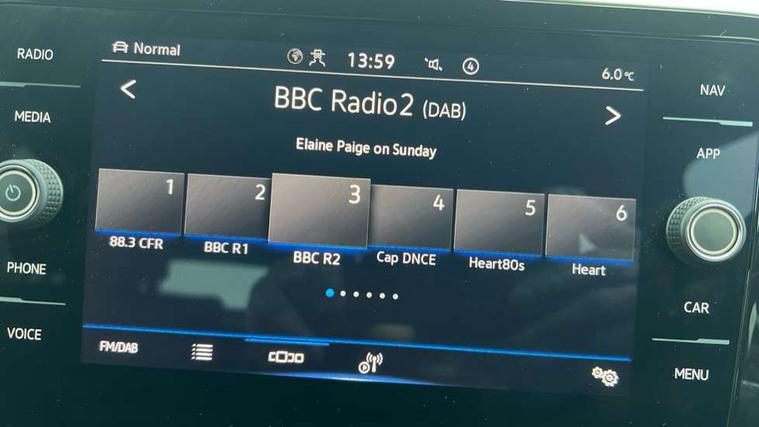 RADIO
MEDIA
PHONE
VOICE
Normal
13:59
4
6.0°C
< BBC Radio2 (DAB) >
Elaine Paige on Sunday
1 2 3 4 5 6
88.3 CFR BBC R1 BBC R2 Cap DNCE Heart80s Heart
FM/DAB
NAV
APP
CAR
MENU